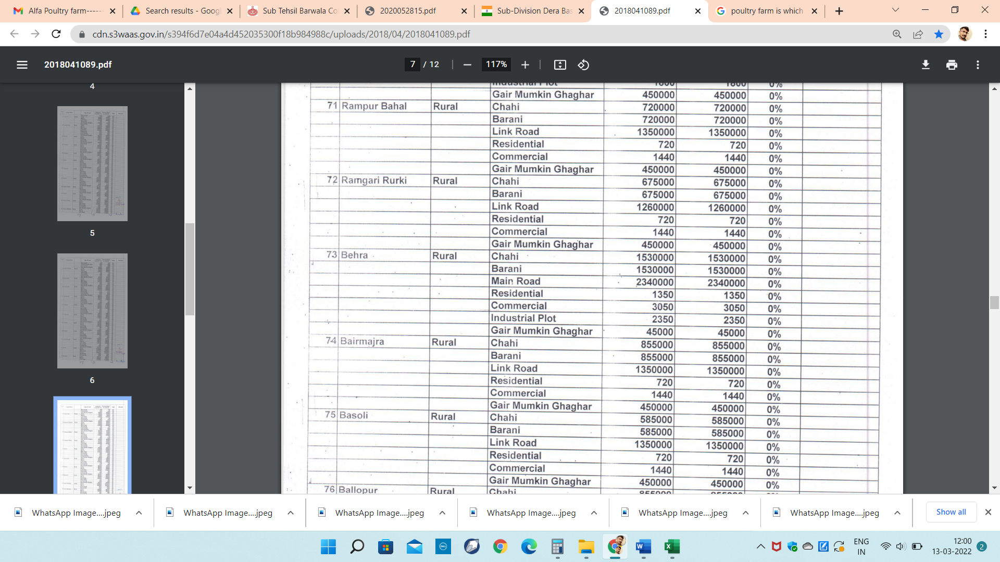 Alfa Poultry farm------ Search results - Googl Sub Tehsil Barwala Co 2020052815.pdf Sub-Division Dera Bas 2018041089.pdf poultry farm is which
cdn.s3waas.gov.in/s394f6d7e04a4d452035300f18b984988c/uploads/2018/04/2018041089.pdf
2018041089.pdf 7 / 12 117%
4
5
6
Industrial Plot 1800 1800 0%
Gair Mumkin Ghaghar 450000 450000 0%
71 Rampur Bahal Rural Chahi 720000 720000 0%
Barani 720000 720000 0%
Link Road 1350000 1350000 0%
Residential 720 720 0%
Commercial 1440 1440 0%
Gair Mumkin Ghaghar 450000 450000 0%
72 Ramgari Rurki Rural Chahi 675000 675000 0%
Barani 675000 675000 0%
Link Road 1260000 1260000 0%
Residential 720 720 0%
Commercial 1440 1440 0%
Gair Mumkin Ghaghar 450000 450000 0%
73 Behra Rural Chahi 1530000 1530000 0%
Barani 1530000 1530000 0%
Main Road 2340000 2340000 0%
Residential 1350 1350 0%
Commercial 3050 3050 0%
Industrial Plot 2350 2350 0%
Gair Mumkin Ghaghar 45000 45000 0%
74 Bairmajra Rural Chahi 855000 855000 0%
Barani 855000 855000 0%
Link Road 1350000 1350000 0%
Residential 720 720 0%
Commercial 1440 1440 0%
Gair Mumkin Ghaghar 450000 450000 0%
75 Basoli Rural Chahi 585000 585000 0%
Barani 585000 585000 0%
Link Road 1350000 1350000 0%
Residential 720 720 0%
Commercial 1440 1440 0%
Gair Mumkin Ghaghar 450000 450000 0%
76 Ballopur Rural Chahi 855000
WhatsApp Image....jpeg WhatsApp Image....jpeg WhatsApp Image....jpeg WhatsApp Image....jpeg WhatsApp Image....jpeg WhatsApp Image....jpeg Show all
ENG 12:00
IN 13-03-2022 2